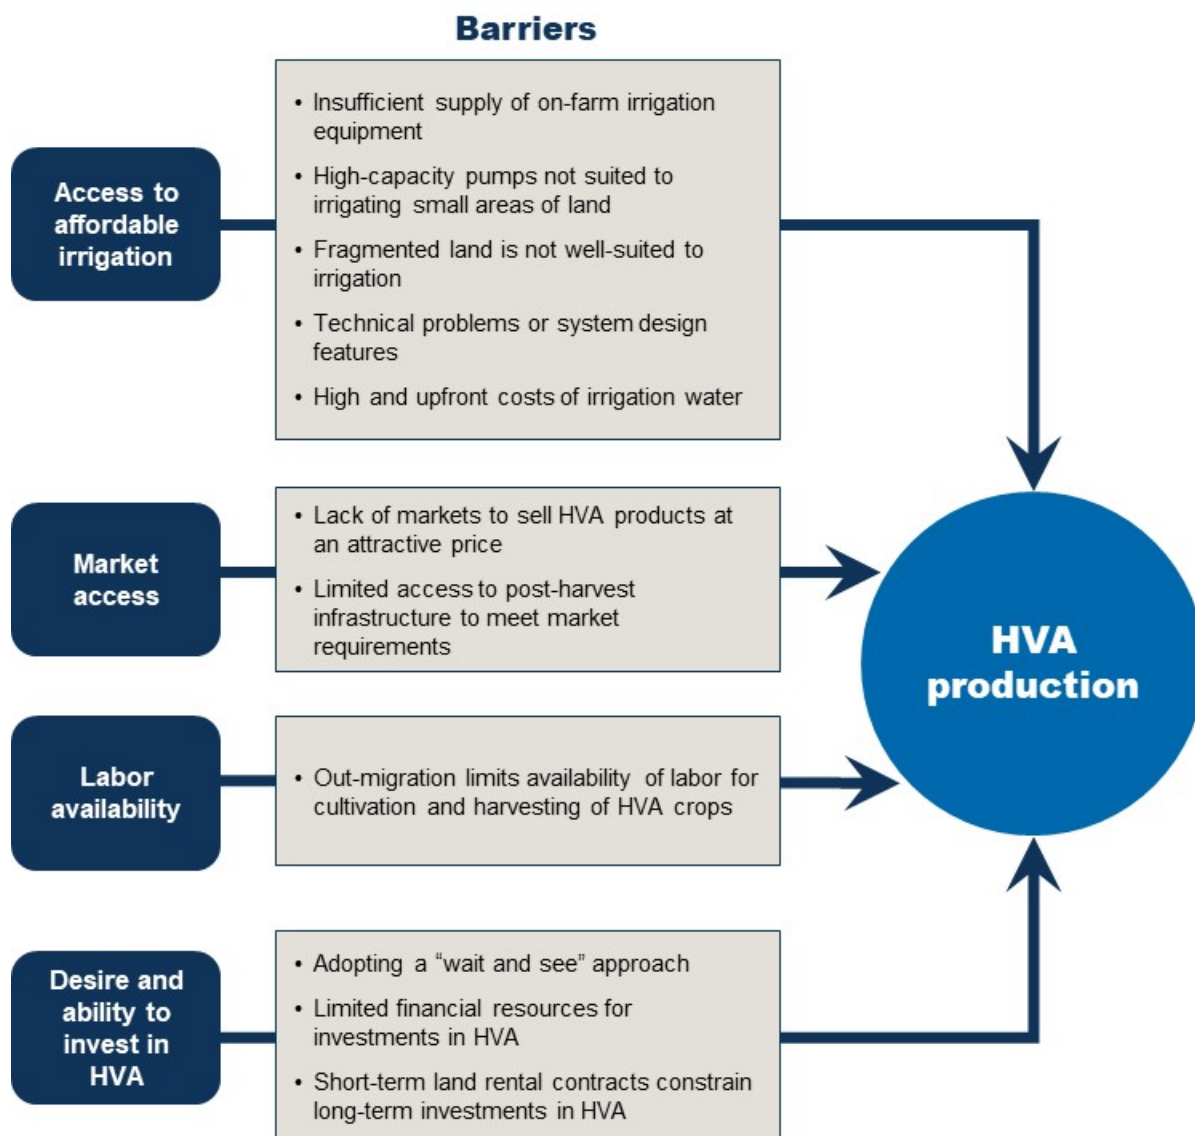 Barriers
Access to
affordable
irrigation
• Insufficient supply of on-farm irrigation
equipment
• High-capacity pumps not suited to
irrigating small areas of land
• Fragmented land is not well-suited to
irrigation
• Technical problems or system design
features
• High and upfront costs of irrigation water
Market
access
• Lack of markets to sell HVA products at
an attractive price
• Limited access to post-harvest
infrastructure to meet market
requirements
HVA
production
Labor
availability
• Out-migration limits availability of labor for
cultivation and harvesting of HVA crops
Desire and
ability to
invest in
HVA
• Adopting a “wait and see” approach
• Limited financial resources for
investments in HVA
• Short-term land rental contracts constrain
long-term investments in HVA